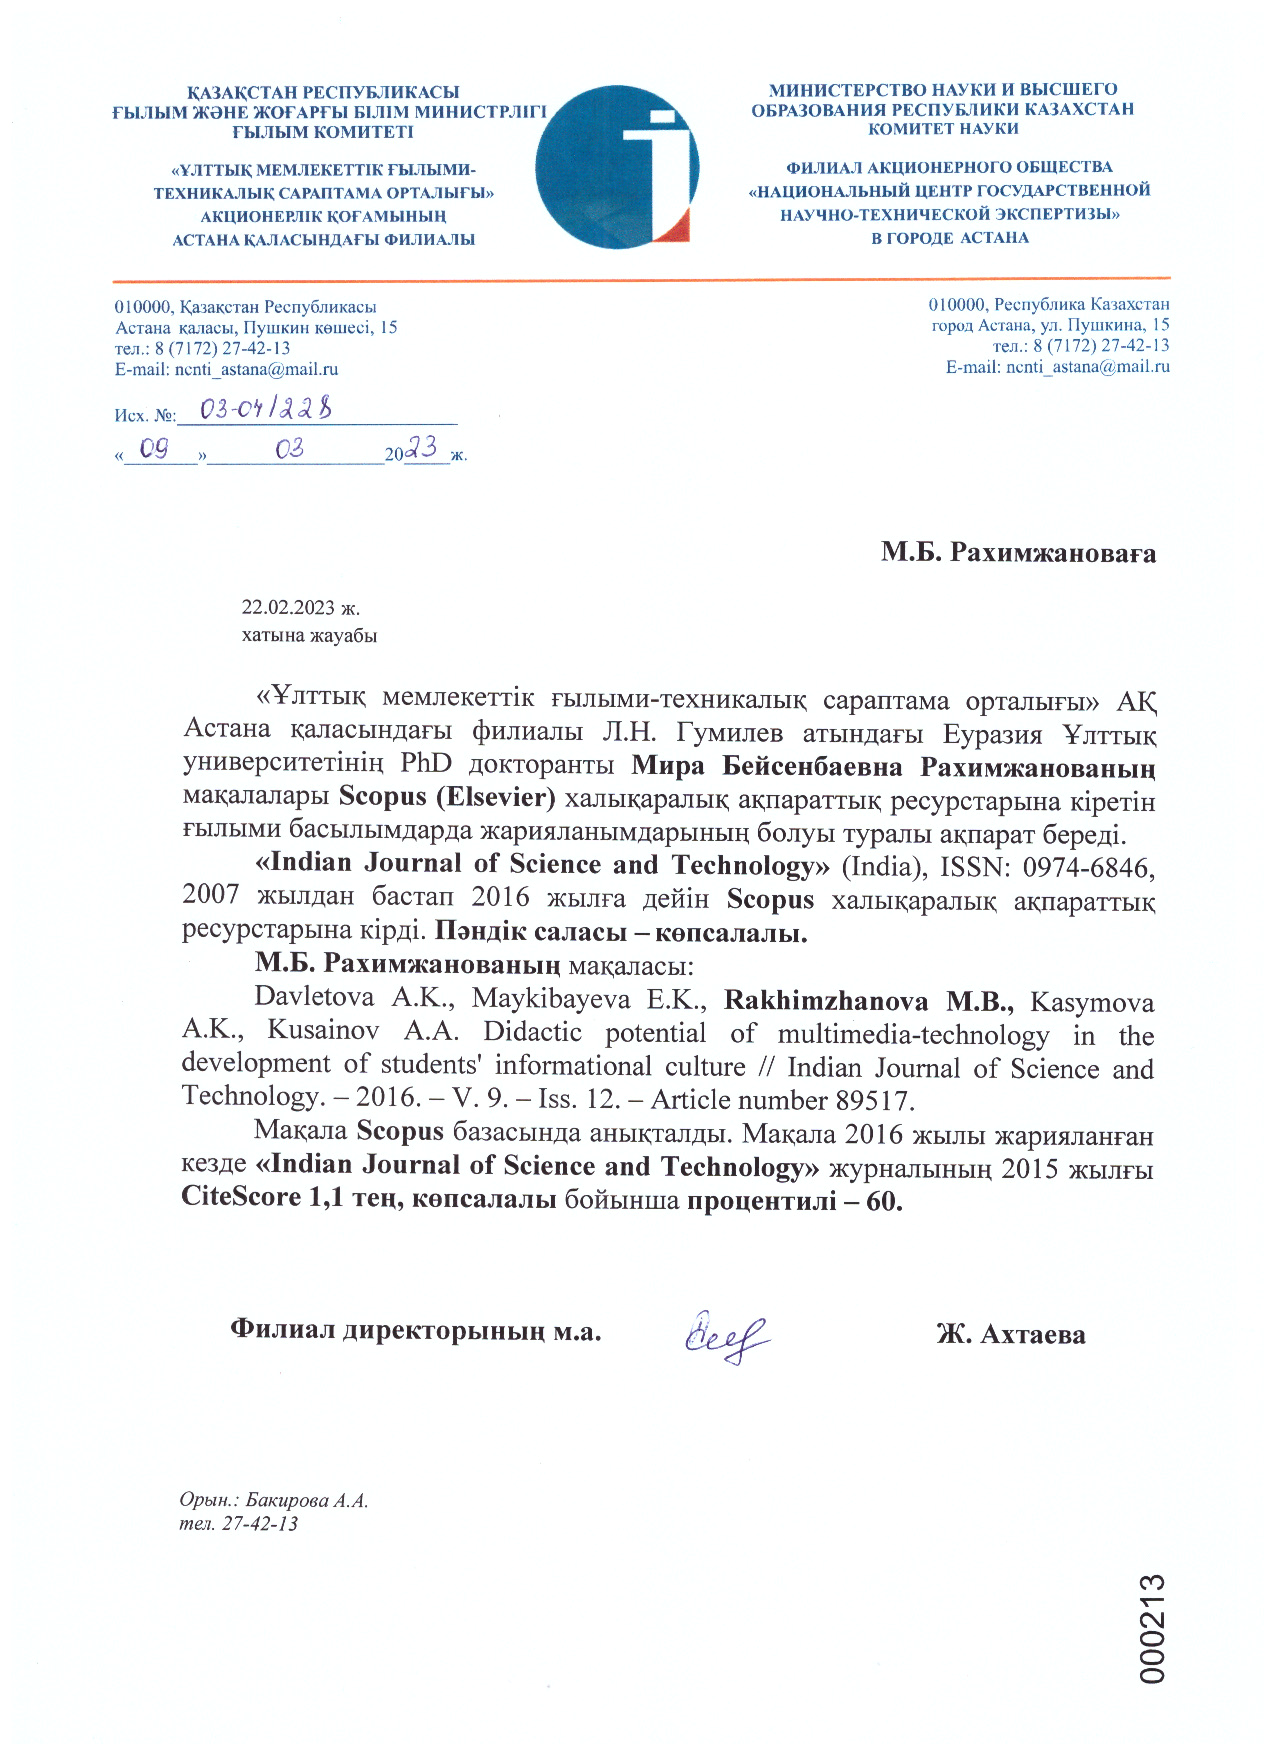 ҚАЗАҚСТАН РЕСПУБЛИКАСЫ
ҒЫЛЫМ ЖӘНЕ ЖОҒАРҒЫ БІЛІМ МИНИСТРЛІГІ
ҒЫЛЫМ КОМИТЕТІ
«ҰЛТТЫҚ МЕМЛЕКЕТТІК ҒЫЛЫМИ-
ТЕХНИКАЛЫҚ САРАПТАМА ОРТАЛЫҒЫ»
АКЦИОНЕРЛІК ҚОҒАМЫНЫҢ
АСТАНА ҚАЛАСЫНДАҒЫ ФИЛИАЛЫ
МИНИСТЕРСТВО НАУКИ И ВЫСШЕГО
ОБРАЗОВАНИЯ РЕСПУБЛИКИ КАЗАХСТАН
КОМИТЕТ НАУКИ
ФИЛИАЛ АКЦИОНЕРНОГО ОБЩЕСТВА
«НАЦИОНАЛЬНЫЙ ЦЕНТР ГОСУДАРСТВЕННОЙ
НАУЧНО-ТЕХНИЧЕСКОЙ ЭКСПЕРТИЗЫ»
В ГОРОДЕ АСТАНА
010000, Қазақстан Республикасы
Астана қаласы, Пушкин көшесі, 15
тел.: 8 (7172) 27-42-13
E-mail: ncnti_astana@mail.ru
010000, Республика Казахстан
город Астана, ул. Пушкина, 15
тел.: 8 (7172) 27-42-13
E-mail: ncnti_astana@mail.ru
Исх. №: 03-04/228
«09» 03 2023 ж.
М.Б. Рахимжановаға
22.02.2023 ж.
хатына жауабы
«Ұлттық мемлекеттік ғылыми-техникалық сараптама орталығы» АҚ
Астана қаласындағы филиалы Л.Н. Гумилев атындағы Еуразия Ұлттық
университетінің PhD докторанты Мира Бейсенбаевна Рахимжанованың
мақалалары Scopus (Elsevier) халықаралық ақпараттық ресурстарына кіретін
ғылыми басылымдарда жарияланымдарының болуы туралы ақпарат береді.
«Indian Journal of Science and Technology» (India), ISSN: 0974-6846,
2007 жылдан бастап 2016 жылға дейін Scopus халықаралық ақпараттық
ресурстарына кірді. Пәндік саласы – көпсалалы.
М.Б. Рахимжанованың мақаласы:
Davletova A.K., Maykibayeva E.K., Rakhimzhanova M.B., Kasymova
A.K., Kusainov A.A. Didactic potential of multimedia-technology in the
development of students' informational culture // Indian Journal of Science and
Technology. – 2016. – V. 9. – Iss. 12. – Article number 89517.
Мақала Scopus базасында анықталды. Мақала 2016 жылы жарияланған
кезде «Indian Journal of Science and Technology» журналының 2015 жылғы
CiteScore 1,1 тең, көпсалалы бойынша процентилі – 60.
Филиал директорының м.а.
Ж. Ахтаева
Орын.: Бакирова А.А.
тел. 27-42-13
000213